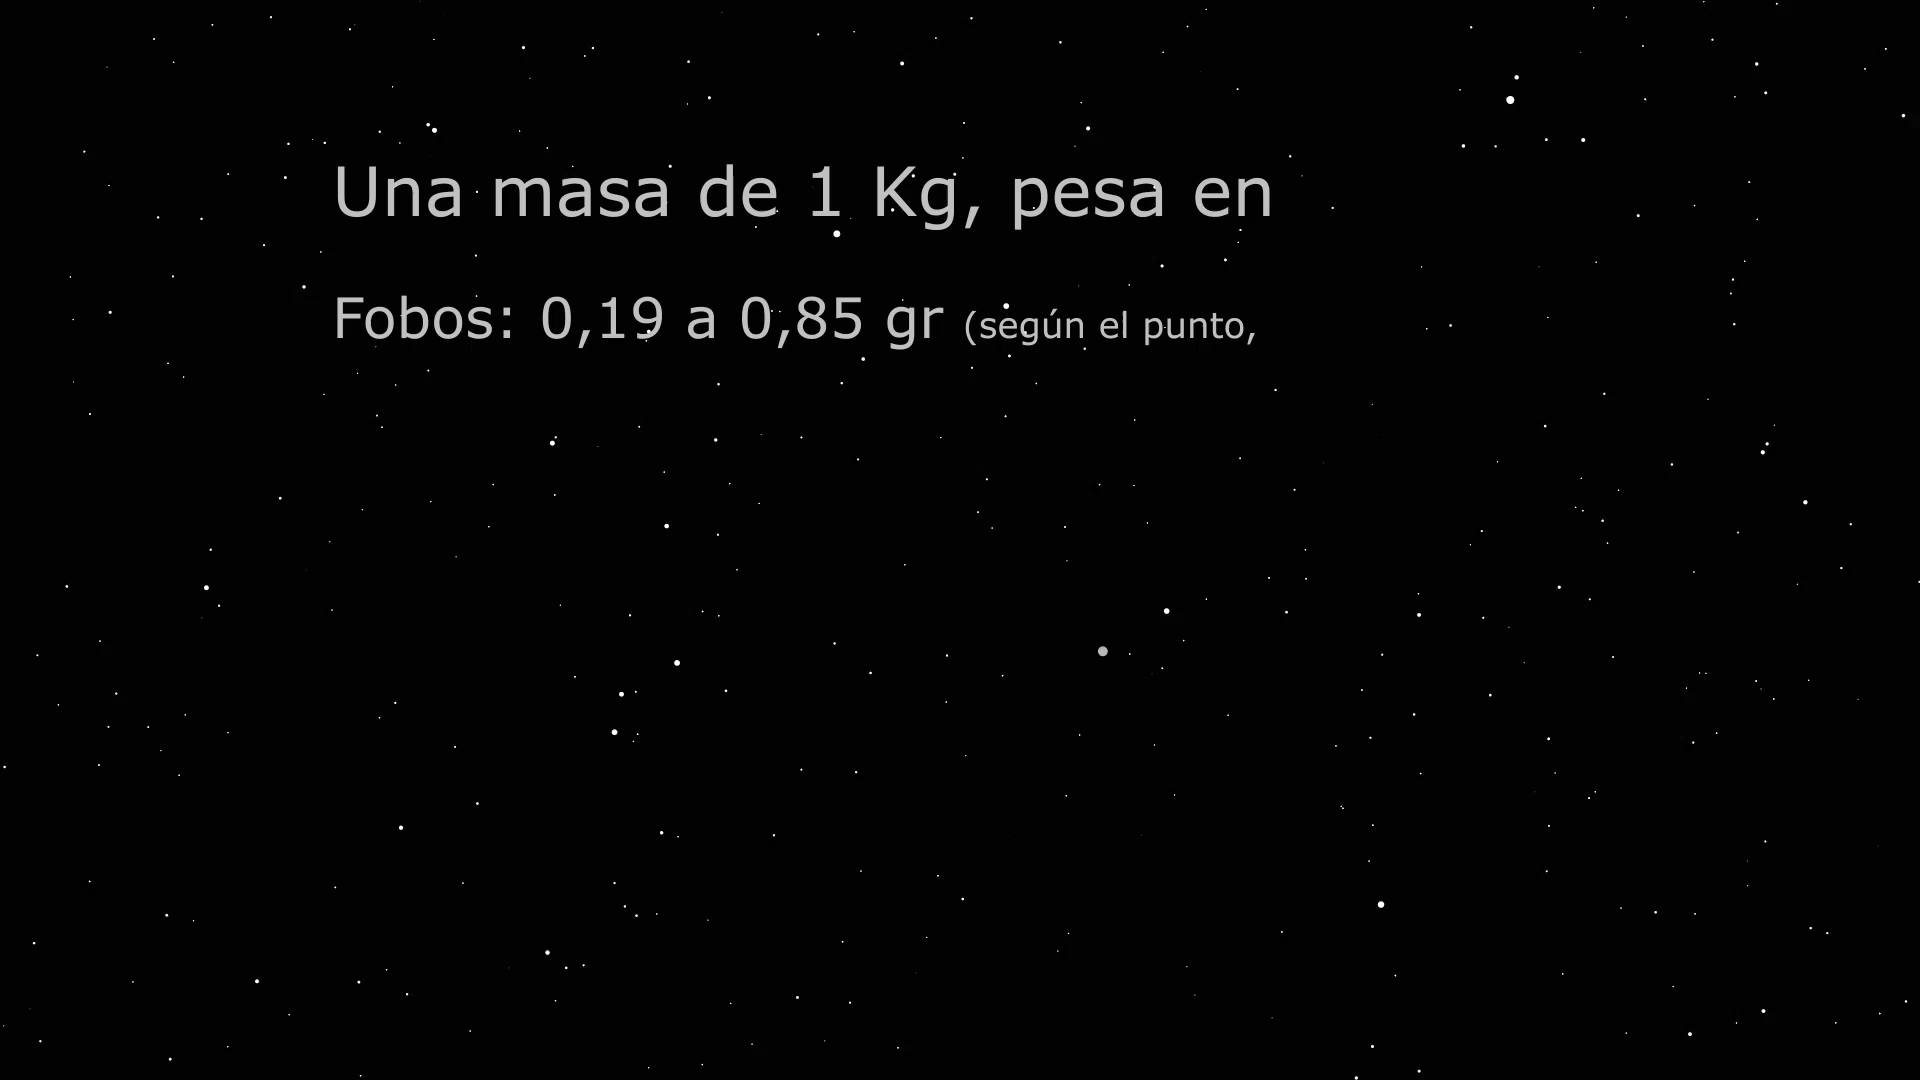 Una masa de 1 Kg, pesa en
Fobos: 0,19 a 0,85 gr (según el punto,